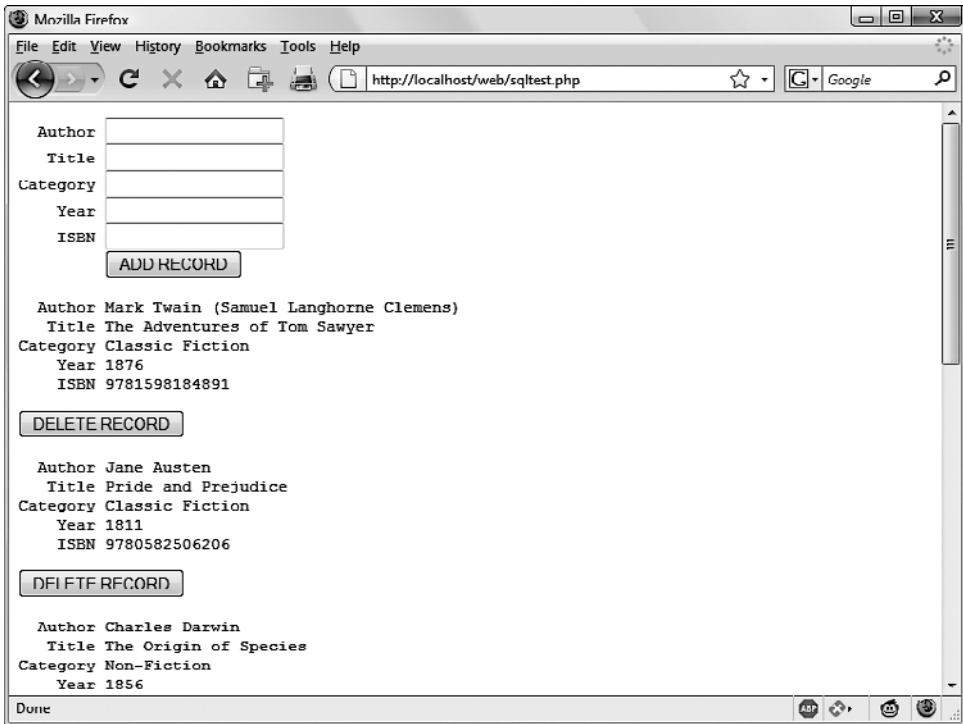 Mozilla Firefox
File Edit View History Bookmarks Tools Help
http://localhost/web/sqltest.php
G Google
Author
Title
Category
Year
ISBN
ADD RECORD
Author Mark Twain (Samuel Langhorne Clemens)
Title The Adventures of Tom Sawyer
Category Classic Fiction
Year 1876
ISBN 9781598184891
DELETE RECORD
Author Jane Austen
Title Pride and Prejudice
Category Classic Fiction
Year 1811
ISBN 9780582506206
DELETE RECORD
Author Charles Darwin
Title The Origin of Species
Category Non-Fiction
Year 1856
Done
ABP